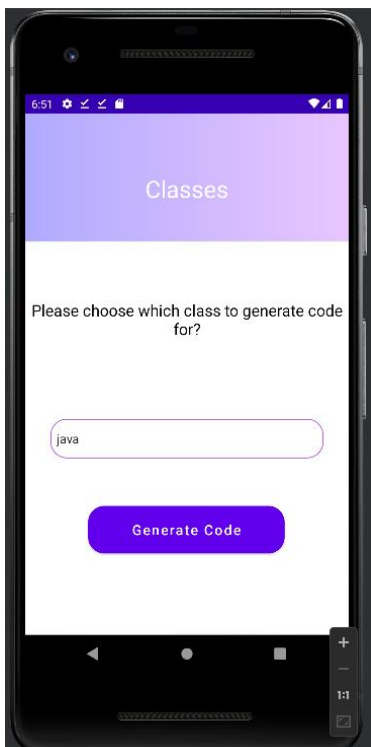 6:51
Classes
Please choose which class to generate code
for?
java
Generate Code
1:1